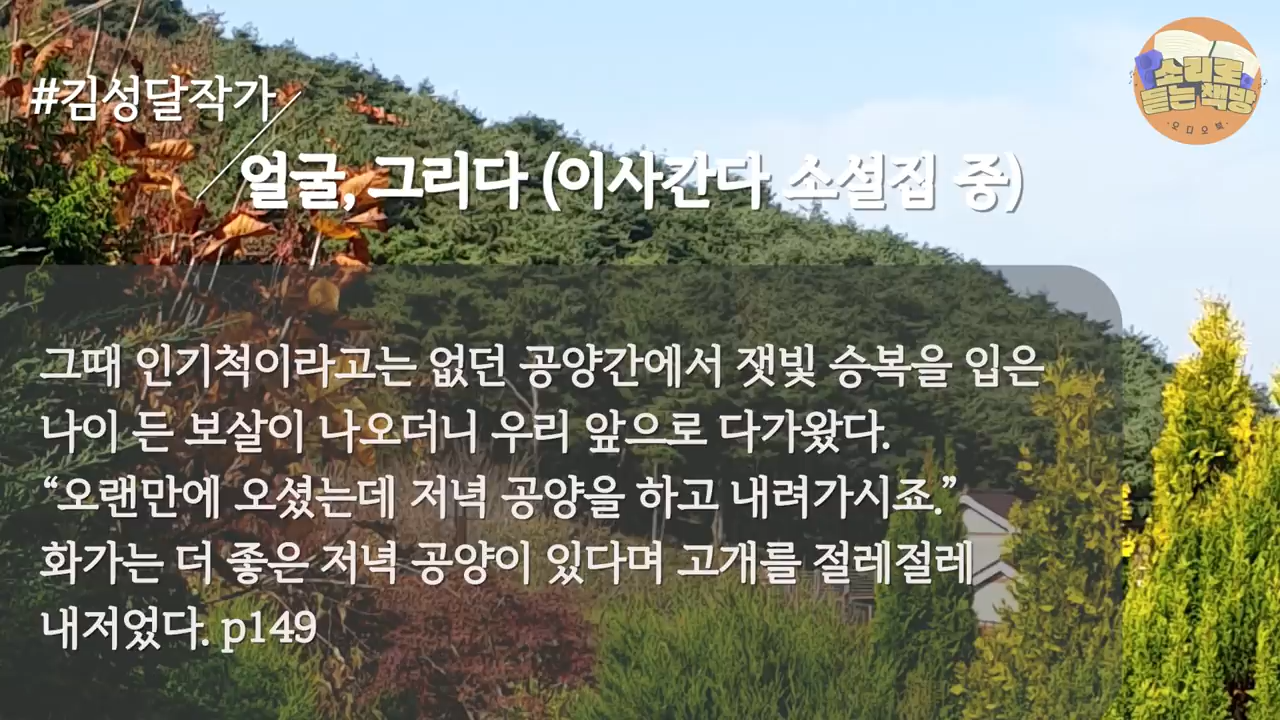 #김성달작가
얼굴, 그리다 (이사간다 소설집 중)
소리로
듣는 책방
·오디오북·
그때 인기척이라고는 없던 공양간에서 잿빛 승복을 입은
나이 든 보살이 나오더니 우리 앞으로 다가왔다.
“오랜만에 오셨는데 저녁 공양을 하고 내려가시죠.”
화가는 더 좋은 저녁 공양이 있다며 고개를 절레절레
내저었다. p149